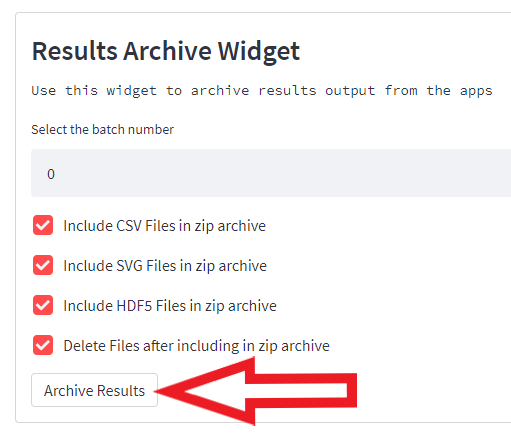 Results Archive Widget
Use this widget to archive results output from the apps
Select the batch number
0
Include CSV Files in zip archive
Include SVG Files in zip archive
Include HDF5 Files in zip archive
Delete Files after including in zip archive
Archive Results